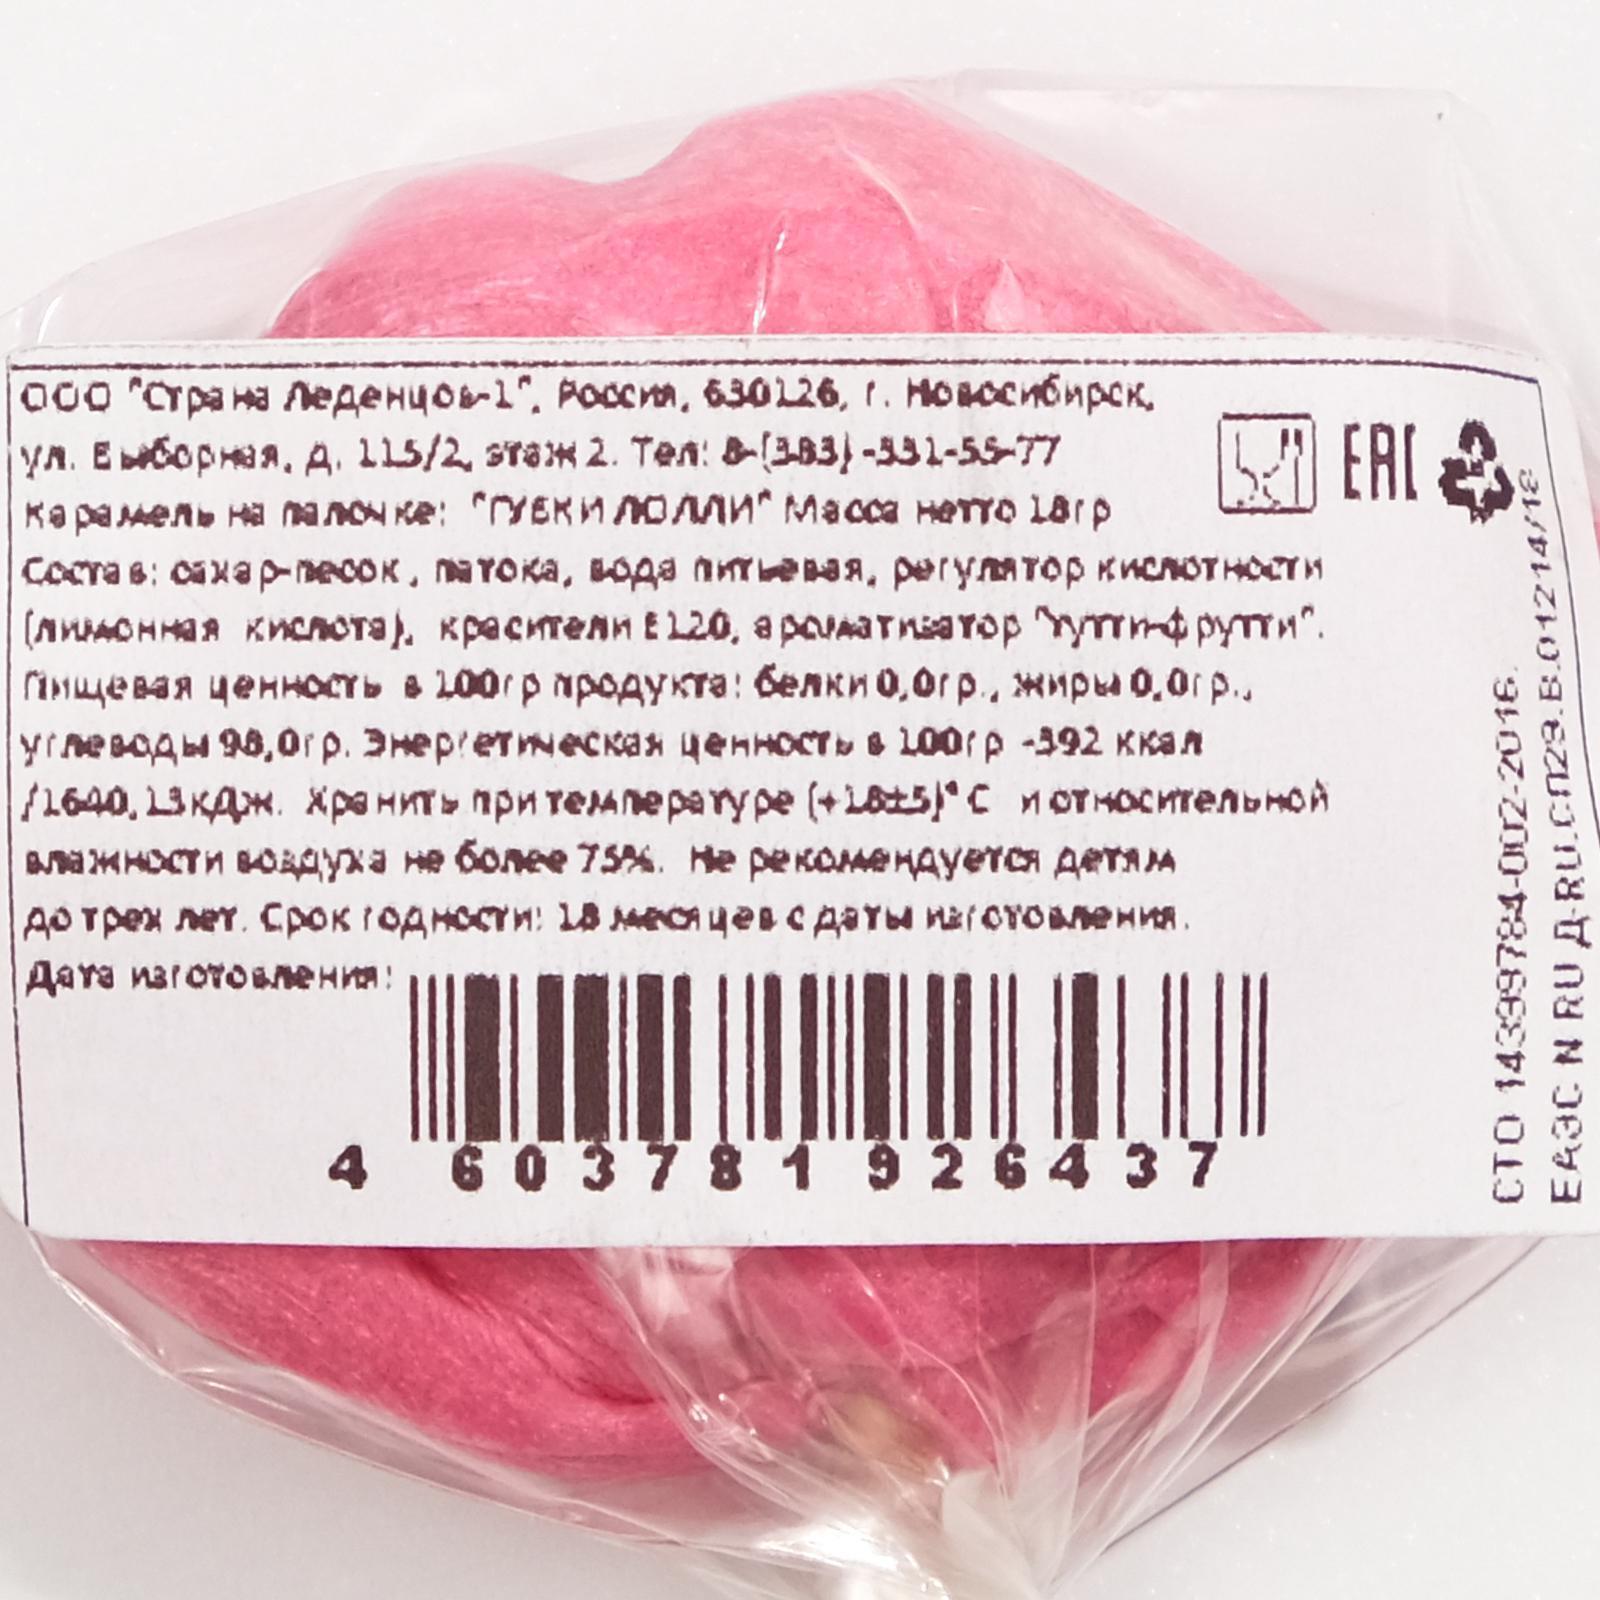 ООО "Страна Леденцов-1", Россия, 630126, г. Новосибирск,
ул. Выборная, д. 115/2, этаж 2. Тел: 8-(383)-331-55-77
Карамель на палочке: "ГУБКИ ЛОЛЛИ" Масса нетто 18гр
Состав: сахар-песок, патока, вода питьевая, регулятор кислотности
(лимонная кислота), красители Е120, ароматизатор "тутти-фрутти".
Пищевая ценность в 100гр продукта: белки 0,0гр., жиры 0,0гр.,
углеводы 98,0гр. Энергетическая ценность в 100гр -392 ккал
/1640,13кДж. Хранить при температуре (+18±5)°С и относительной
влажности воздуха не более 75%. Не рекомендуется детям
до трех лет. Срок годности: 18 месяцев с даты изготовления.
Дата изготовления:
4 603781 926437
EAC
СТО 14399784-002-2016.
ЕАЭС N RU Д-RU.СП29.В.01214/18